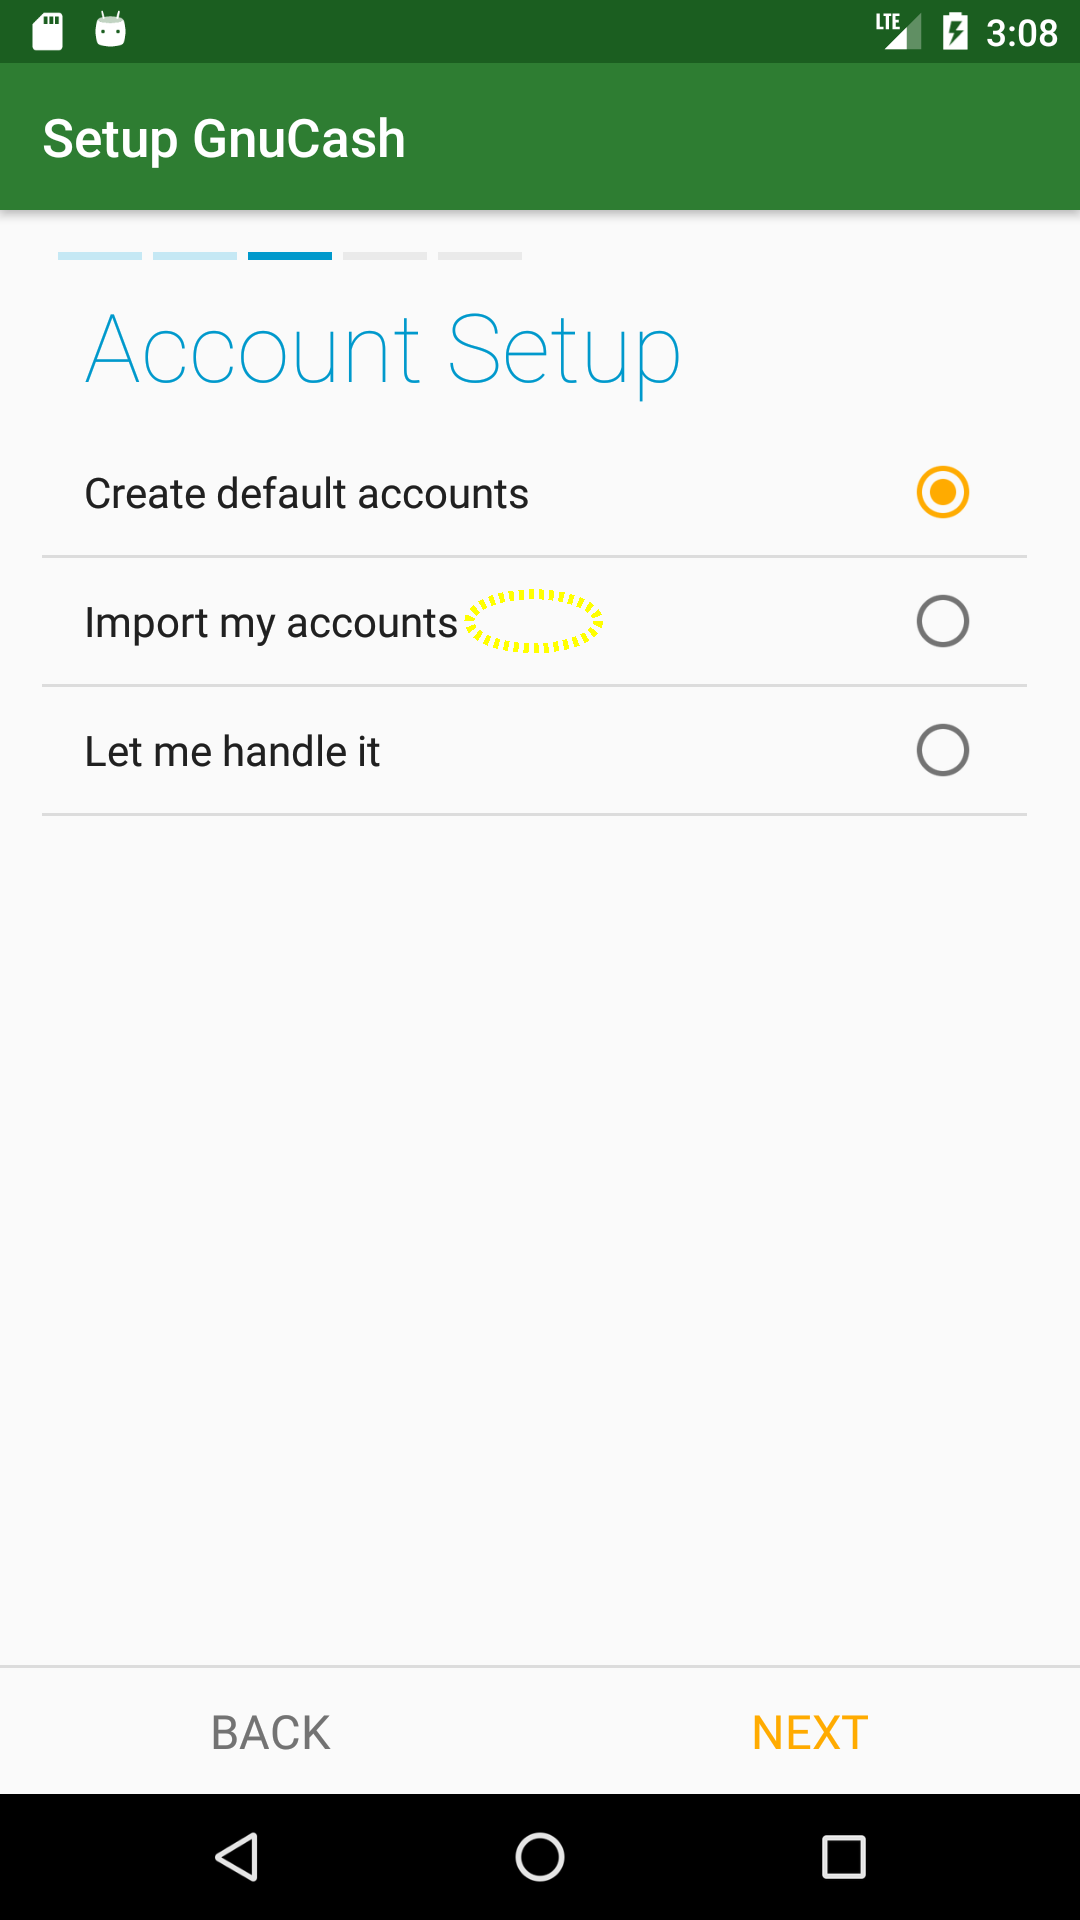 LTE 3:08
Setup GnuCash
Account Setup
Create default accounts
Import my accounts
Let me handle it
BACK NEXT